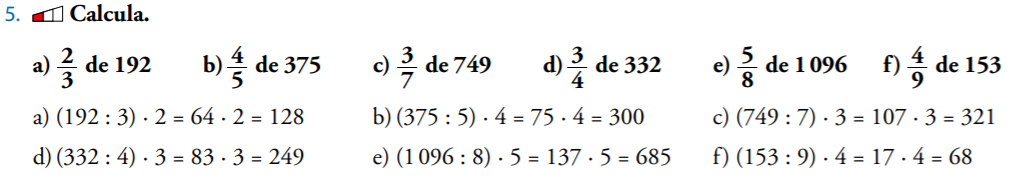 5. Calcula.
a) 2/3 de 192 b) 4/5 de 375 c) 3/7 de 749 d) 3/4 de 332 e) 5/8 de 1 096 f) 4/9 de 153
a) (192 : 3) · 2 = 64 · 2 = 128 b) (375 : 5) · 4 = 75 · 4 = 300 c) (749 : 7) · 3 = 107 · 3 = 321
d) (332 : 4) · 3 = 83 · 3 = 249 e) (1 096 : 8) · 5 = 137 · 5 = 685 f) (153 : 9) · 4 = 17 · 4 = 68